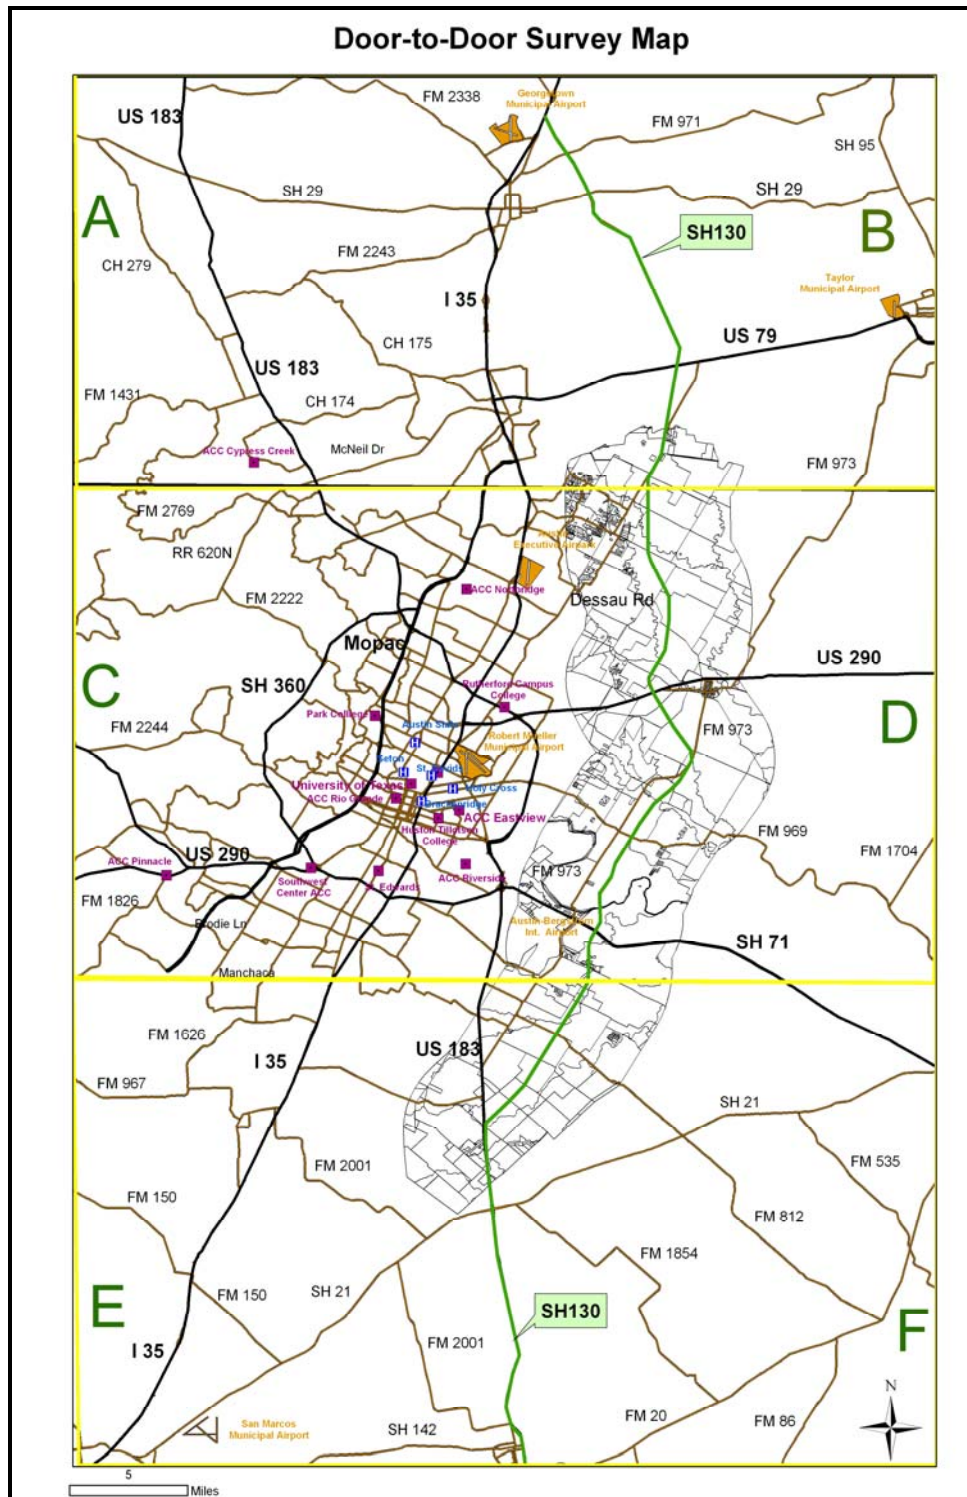 Door-to-Door Survey Map
FM 2338
Georgetown
Municipal Airport
US 183
FM 971
SH 95
SH 29
SH 29
A
SH130
B
FM 2243
CH 279
Taylor
Municipal Airport
I 35
US 79
CH 175
US 183
FM 1431
CH 174
McNeil Dr
ACC Cypress Creek
FM 973
FM 2769
RR 620N
Executive Airpark
ACC Northridge
FM 2222
Dessau Rd
Mopac
US 290
C
SH 360
Rutherford Campus
College
Park College
D
FM 2244
Austin State
FM 973
Robert Mueller
Municipal Airport
Seton
St. Davids
University of Texas
Holy Cross
ACC Rio Grande
Brackenridge
ACC Eastview
Huston Tillotson
College
FM 969
US 290
FM 1704
ACC Pinnacle
FM 973
ACC Riverside
Southwest
Center ACC
St. Edwards
FM 1826
Brodie Ln
Austin-Bergstrom
Int. Airport
SH 71
Manchaca
FM 1626
I 35
US 183
FM 967
SH 21
FM 2001
FM 535
FM 150
FM 812
FM 1854
FM 150
SH 21
E
SH130
F
I 35
FM 2001
N
San Marcos
Municipal Airport
SH 142
FM 20
FM 86
5
Miles